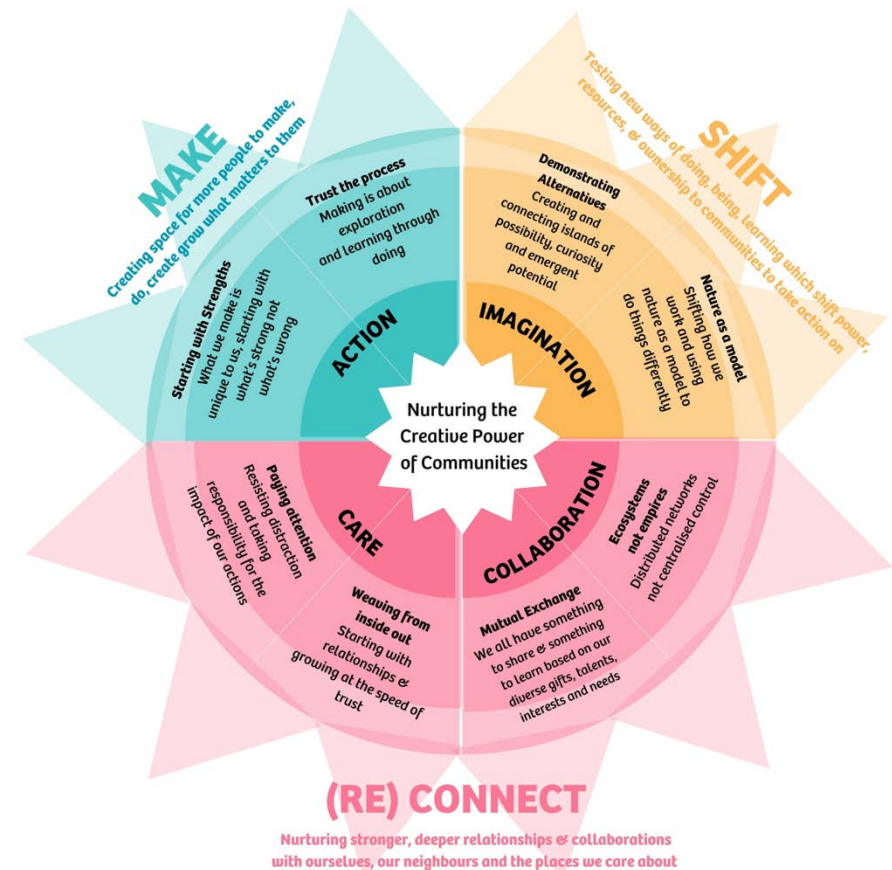 MAKE
Creating space for more people to make,
do, create grow what matters to them
SHIFT
Testing new ways of doing, being, learning which shift power,
resources, & ownership to communities to take action on
Trust the process
Making is about
exploration
and learning through
doing
Starting with Strengths
What we make is
unique to us, starting with
what's strong not
what's wrong
ACTION
Demonstrating
Alternatives
Creating and
connecting islands of
possibility, curiosity
and emergent
potential
Nature as a model
Shifting how we
work and using
nature as a model to
do things differently
IMAGINATION
Nurturing the
Creative Power
of Communities
CARE
Paying attention
Resisting distraction
and taking
responsibility for the
impact of our actions
Weaving from
inside out
Starting with
relationships &
growing at the speed of
trust
COLLABORATION
Ecosystems
not empires
Distributed networks
not centralised control
Mutual Exchange
We all have something
to share & something
to learn based on our
diverse gifts, talents,
interests and needs
(RE) CONNECT
Nurturing stronger, deeper relationships & collaborations
with ourselves, our neighbours and the places we care about